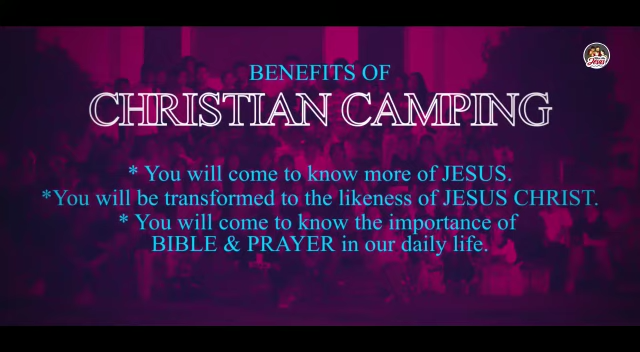 BENEFITS OF
CHRISTIAN CAMPING
* You will come to know more of JESUS.
*You will be transformed to the likeness of JESUS CHRIST.
* You will come to know the importance of
BIBLE & PRAYER in our daily life.